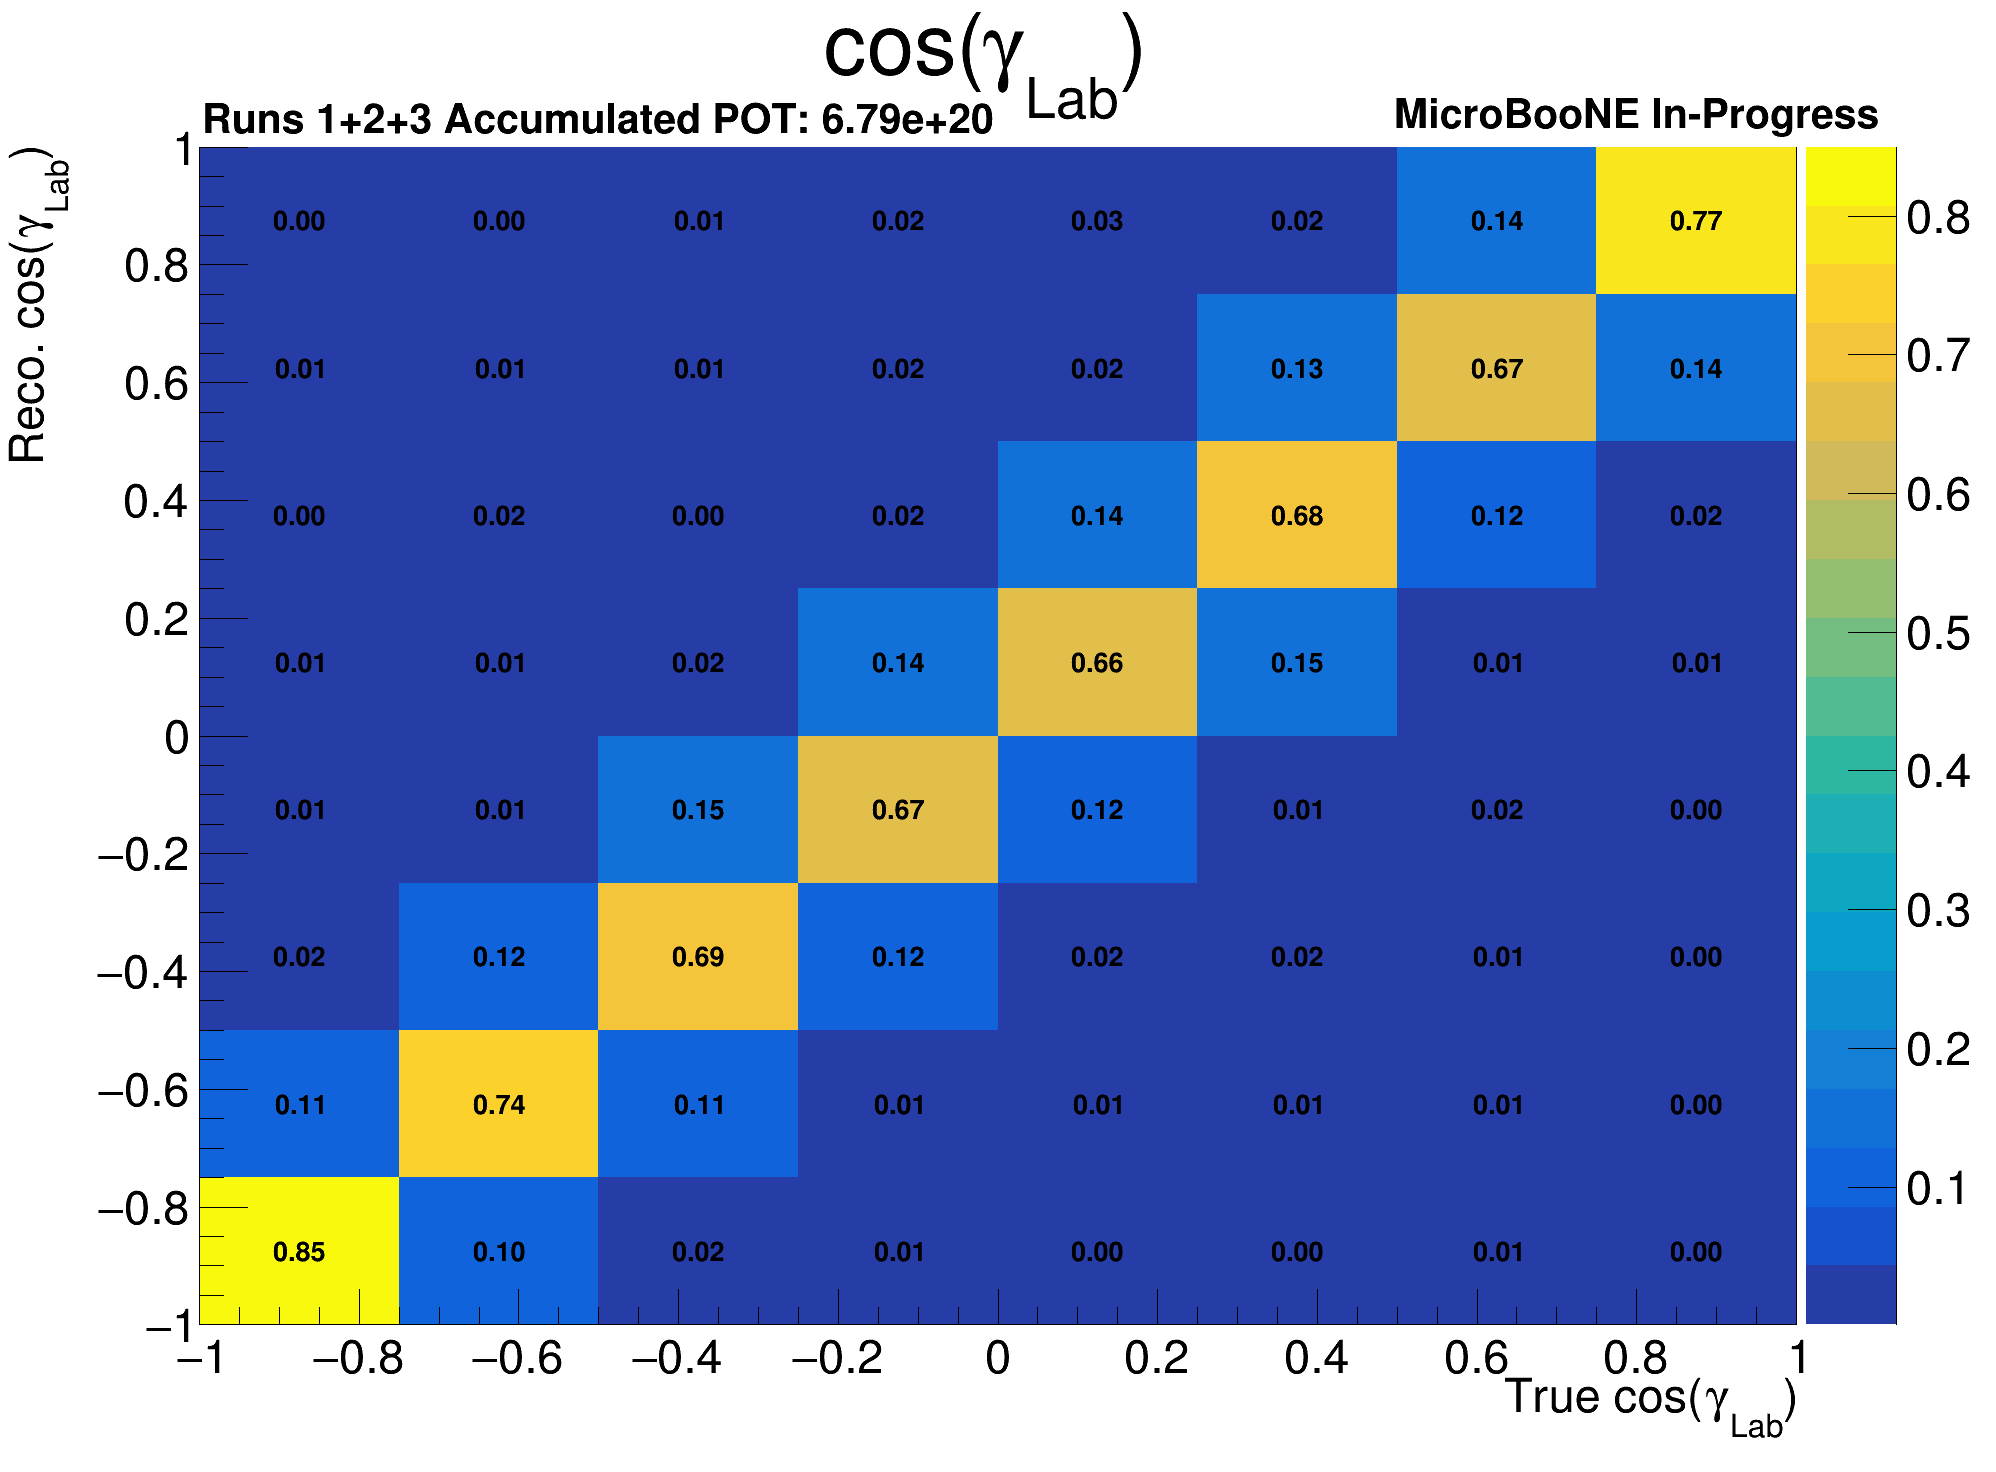 cos(γ_Lab)
Runs 1+2+3 Accumulated POT: 6.79e+20
MicroBooNE In-Progress
Reco. cos(γ_Lab)
1
0.8
0.6
0.4
0.2
0
−0.2
−0.4
−0.6
−0.8
−1
0.00 0.00 0.01 0.02 0.03 0.02 0.14 0.77
0.01 0.01 0.01 0.02 0.02 0.13 0.67 0.14
0.00 0.02 0.00 0.02 0.14 0.68 0.12 0.02
0.01 0.01 0.02 0.14 0.66 0.15 0.01 0.01
0.01 0.01 0.15 0.67 0.12 0.01 0.02 0.00
0.02 0.12 0.69 0.12 0.02 0.02 0.01 0.00
0.11 0.74 0.11 0.01 0.01 0.01 0.01 0.00
0.85 0.10 0.02 0.01 0.00 0.00 0.01 0.00
0.8
0.7
0.6
0.5
0.4
0.3
0.2
0.1
−1 −0.8 −0.6 −0.4 −0.2 0 0.2 0.4 0.6 0.8 1
True cos(γ_Lab)